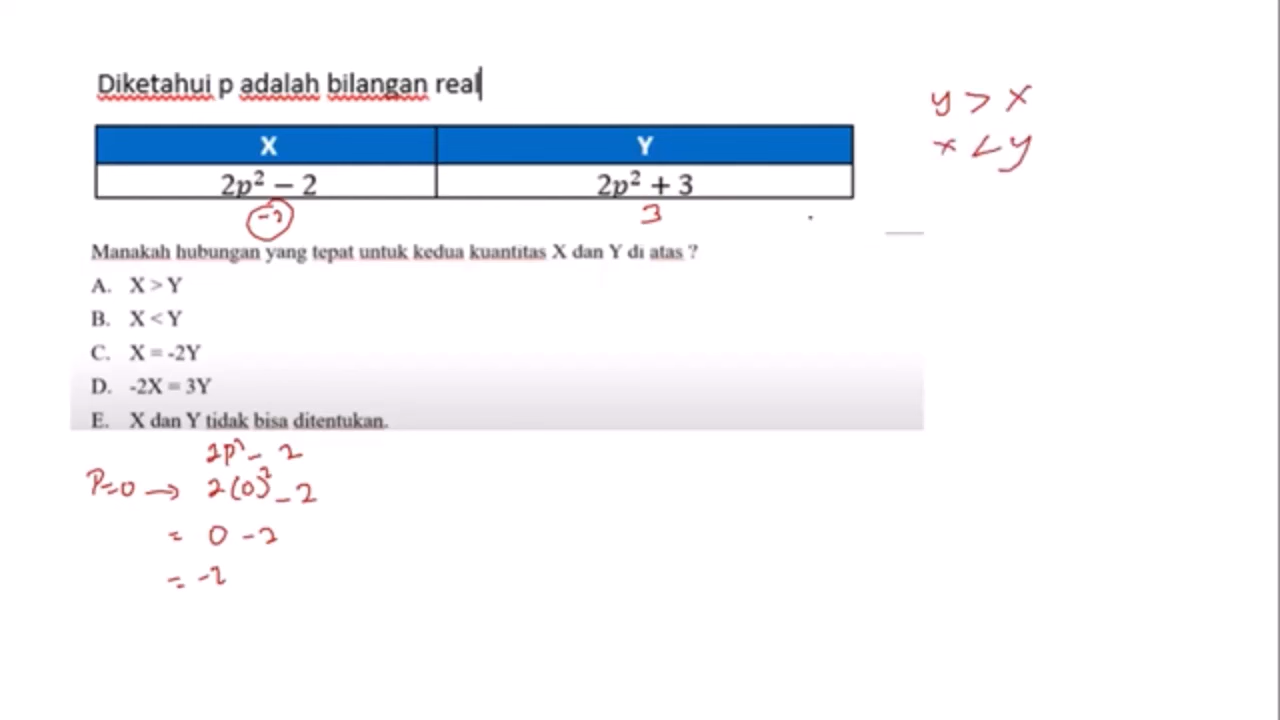 Diketahui p adalah bilangan real
y > x
x < y
X Y
2p² − 2 2p² + 3
-2 3
Manakah hubungan yang tepat untuk kedua kuantitas X dan Y di atas ?
A. X > Y
B. X < Y
C. X = -2Y
D. -2X = 3Y
E. X dan Y tidak bisa ditentukan.
2p² - 2
P=0 → 2(0)² - 2
= 0 - 2
= -2